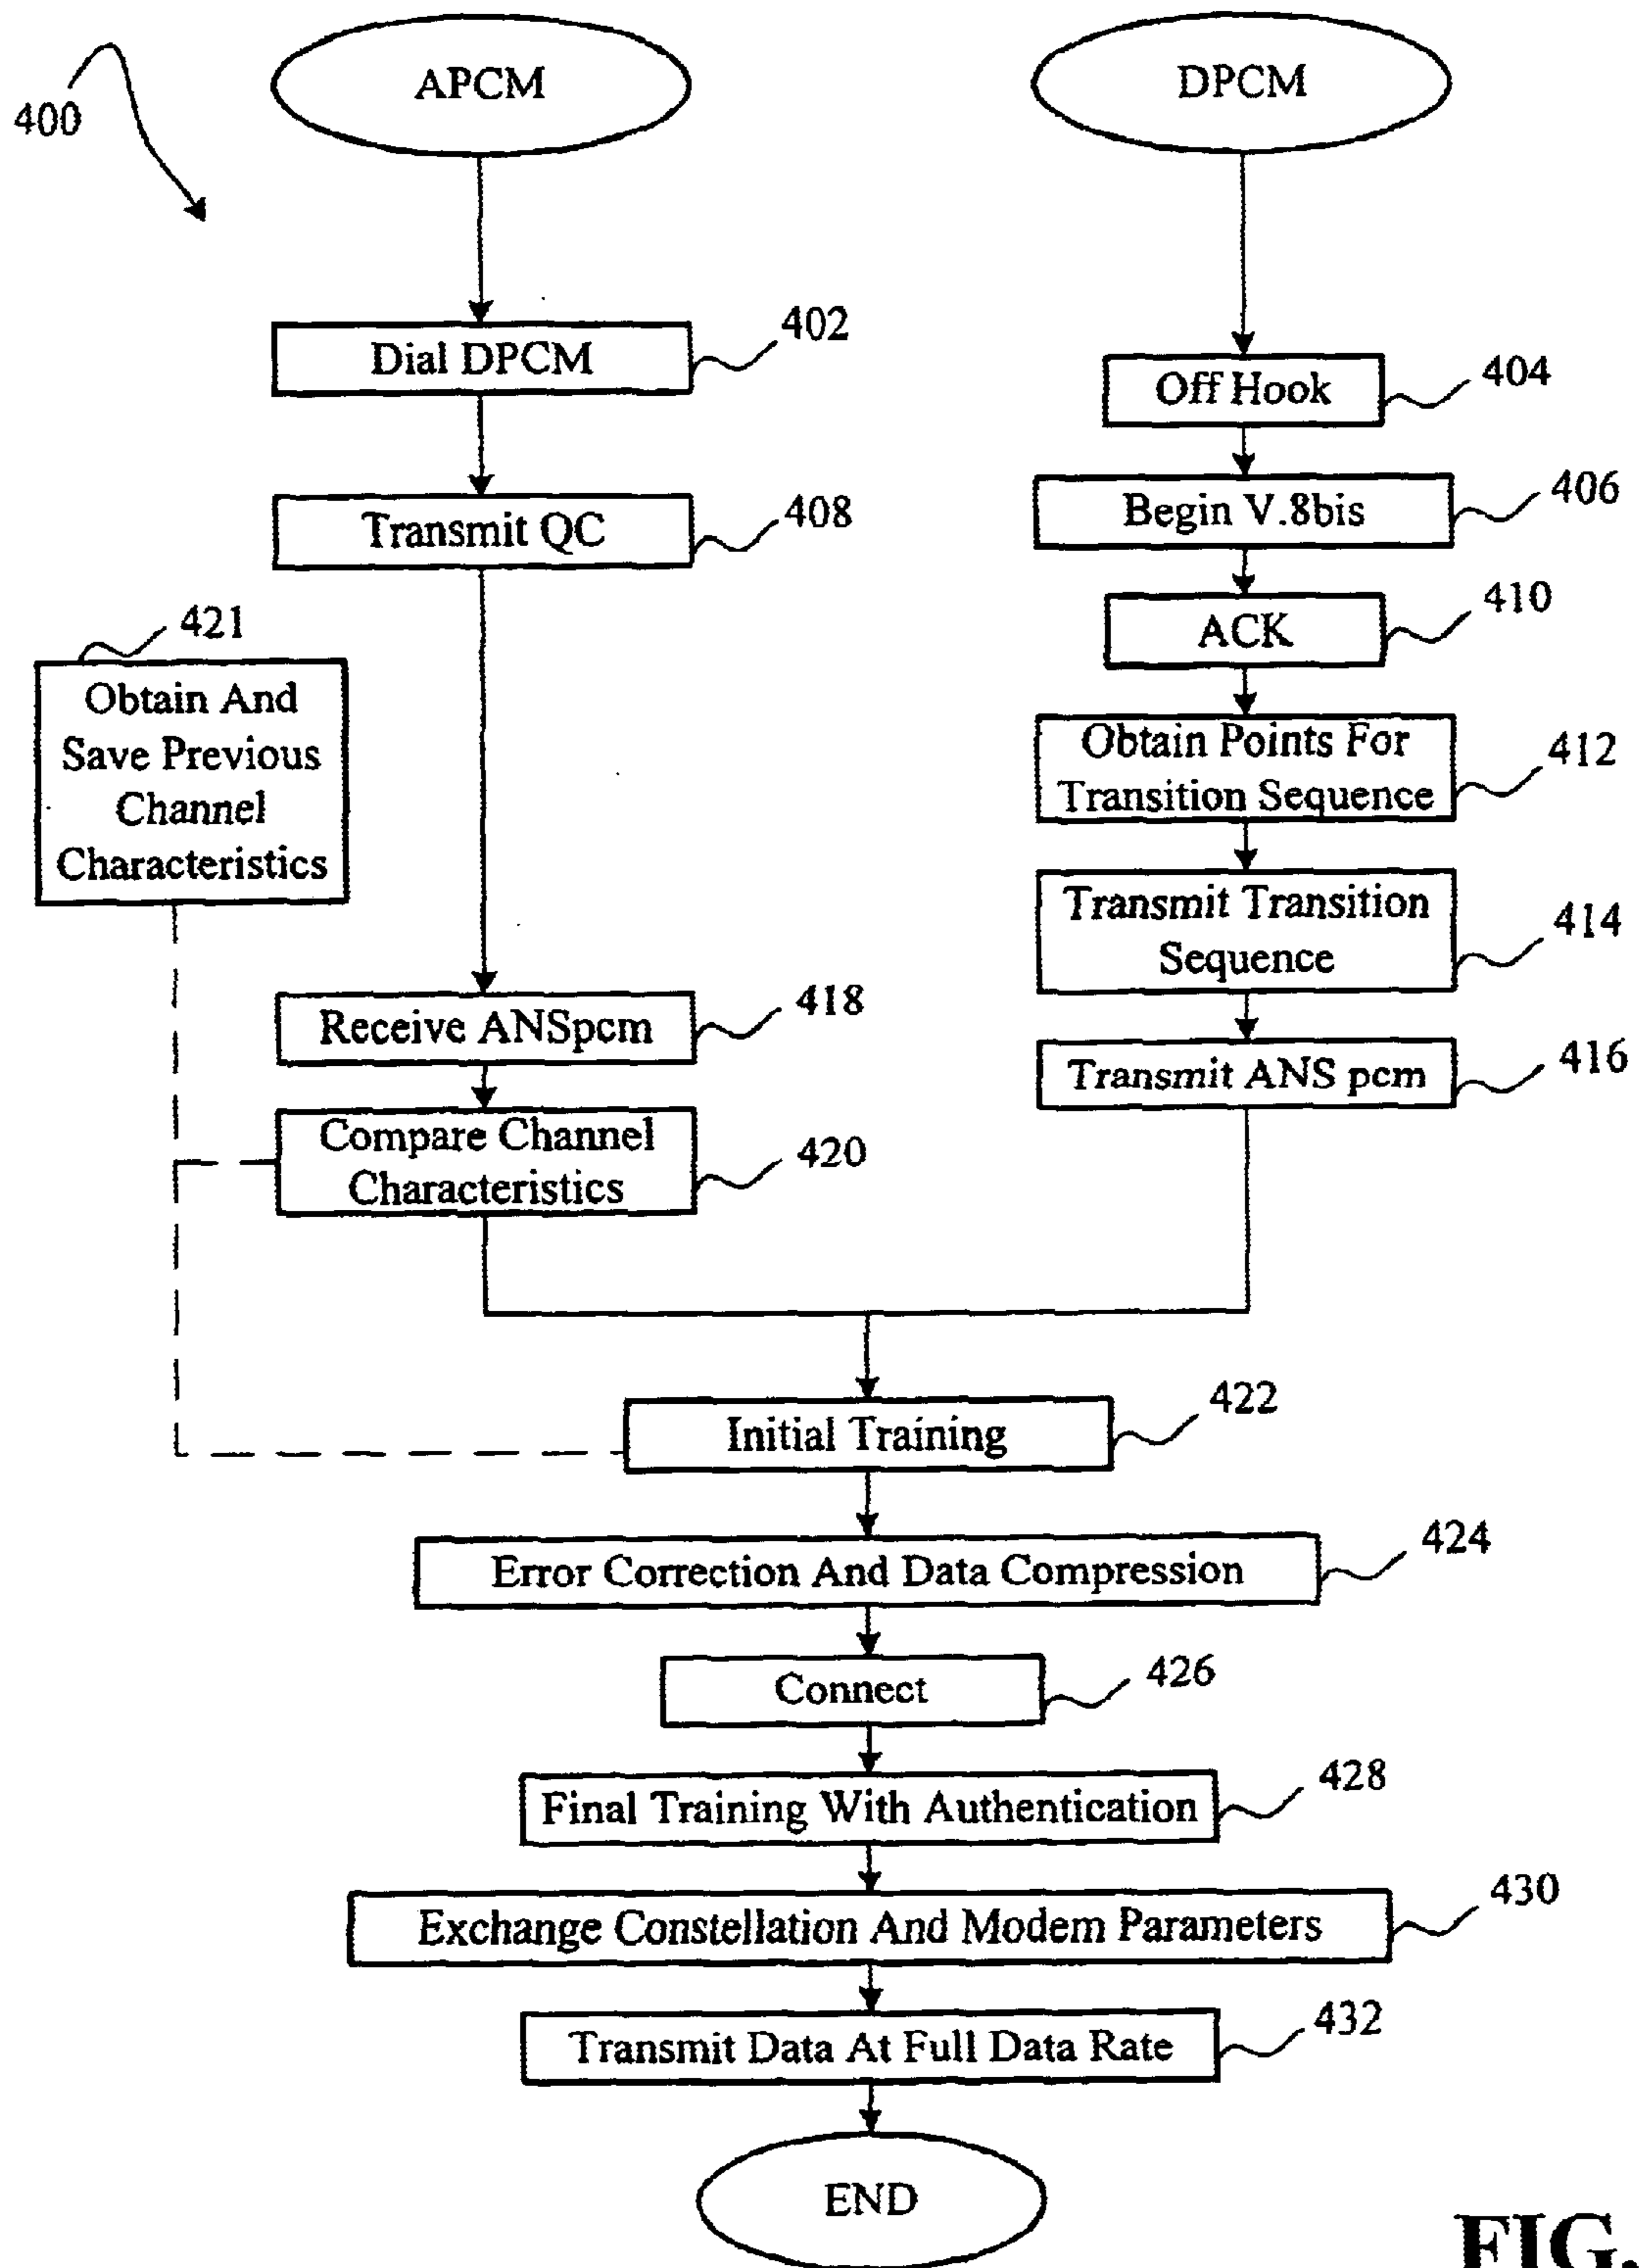 400
APCM
DPCM
Dial DPCM
402
Off Hook
404
Transmit QC
408
Begin V.8bis
406
ACK
410
421
Obtain And
Save Previous
Channel
Characteristics
Obtain Points For
Transition Sequence
412
Transmit Transition
Sequence
414
Receive ANSpcm
418
Transmit ANS pcm
416
Compare Channel
Characteristics
420
Initial Training
422
Error Correction And Data Compression
424
Connect
426
Final Training With Authentication
428
Exchange Constellation And Modem Parameters
430
Transmit Data At Full Data Rate
432
END
FIG.